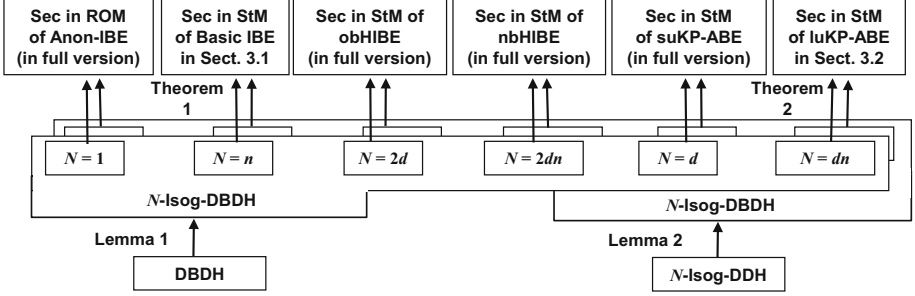 Sec in ROM
of Anon-IBE
(in full version)
Sec in StM
of Basic IBE
in Sect. 3.1
Sec in StM of
obHIBE
(in full version)
Sec in StM of
nbHIBE
(in full version)
Sec in StM
of suKP-ABE
(in full version)
Sec in StM
of luKP-ABE
in Sect. 3.2
Theorem
1
Theorem
2
N = 1
N = n
N = 2d
N = 2dn
N = d
N = dn
N-Isog-DBDH
N-Isog-DBDH
Lemma 1
Lemma 2
DBDH
N-Isog-DDH